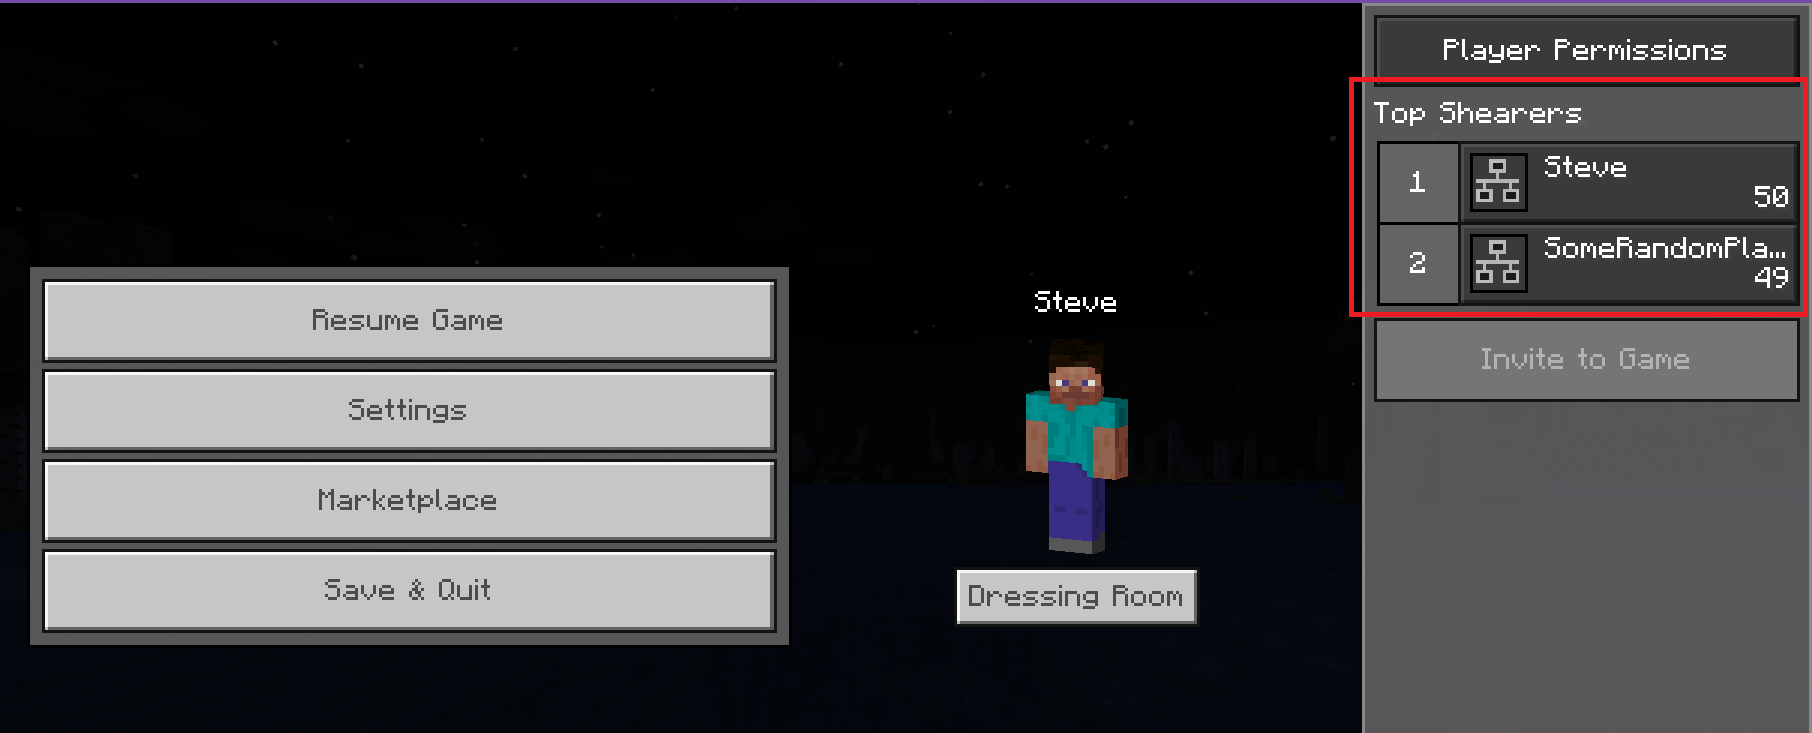 Resume Game
Settings
Marketplace
Save & Quit
Steve
Dressing Room
Player Permissions
Top Shearers
1
Steve
50
2
SomeRandomPla...
49
Invite to Game